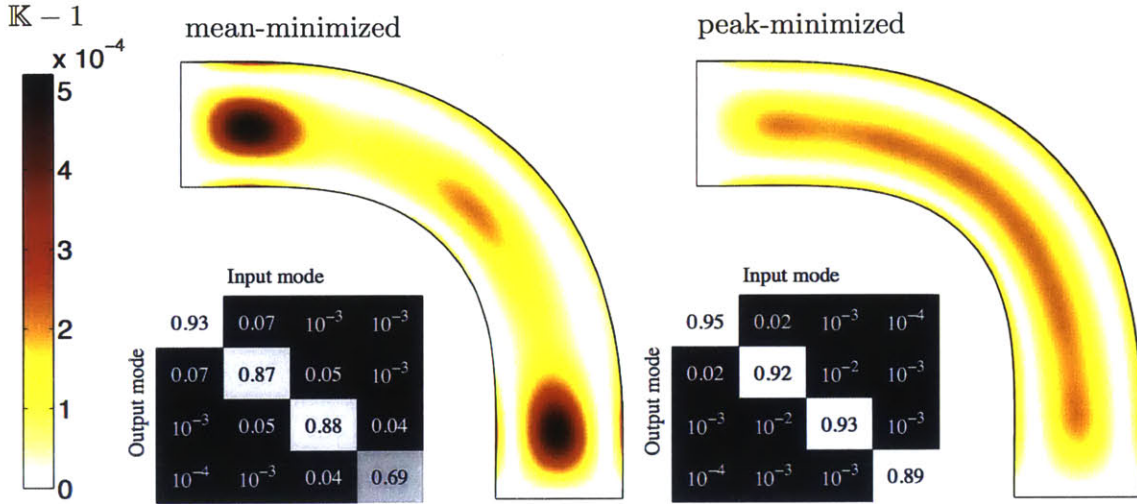 𝕂 − 1
mean-minimized
peak-minimized
x 10⁻⁴
5
4
3
2
1
0
Input mode
Output mode
0.93 0.07 10⁻³ 10⁻³
0.07 0.87 0.05 10⁻³
10⁻³ 0.05 0.88 0.04
10⁻⁴ 10⁻³ 0.04 0.69
Input mode
Output mode
0.95 0.02 10⁻³ 10⁻⁴
0.02 0.92 10⁻² 10⁻³
10⁻³ 10⁻² 0.93 10⁻³
10⁻⁴ 10⁻³ 10⁻³ 0.89